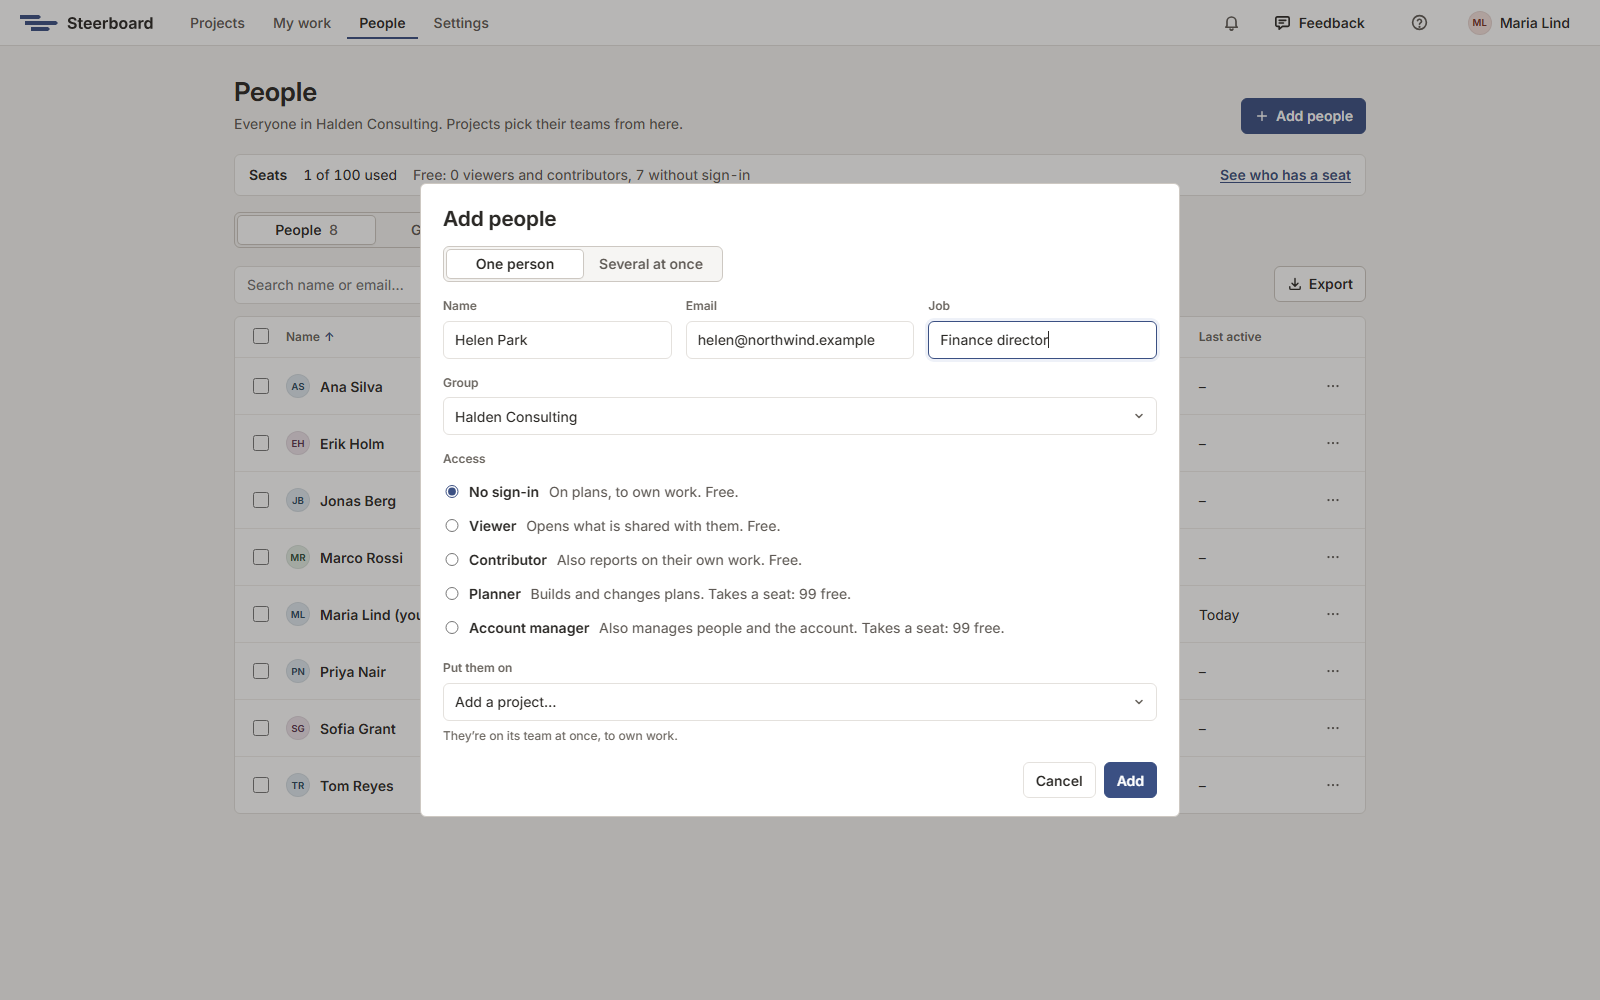 Steerboard Projects My work People Settings Feedback ML Maria Lind
People
Everyone in Halden Consulting. Projects pick their teams from here.
Add people
Seats 1 of 100 used Free: 0 viewers and contributors, 7 without sign-in See who has a seat
People 8 G
Search name or email...
Export
Name Last active
AS Ana Silva –
EH Erik Holm –
JB Jonas Berg –
MR Marco Rossi –
ML Maria Lind (you Today
PN Priya Nair –
SG Sofia Grant –
TR Tom Reyes –
Add people
One person Several at once
Name Email Job
Helen Park helen@northwind.example Finance director
Group
Halden Consulting
Access
No sign-in On plans, to own work. Free.
Viewer Opens what is shared with them. Free.
Contributor Also reports on their own work. Free.
Planner Builds and changes plans. Takes a seat: 99 free.
Account manager Also manages people and the account. Takes a seat: 99 free.
Put them on
Add a project...
They're on its team at once, to own work.
Cancel Add